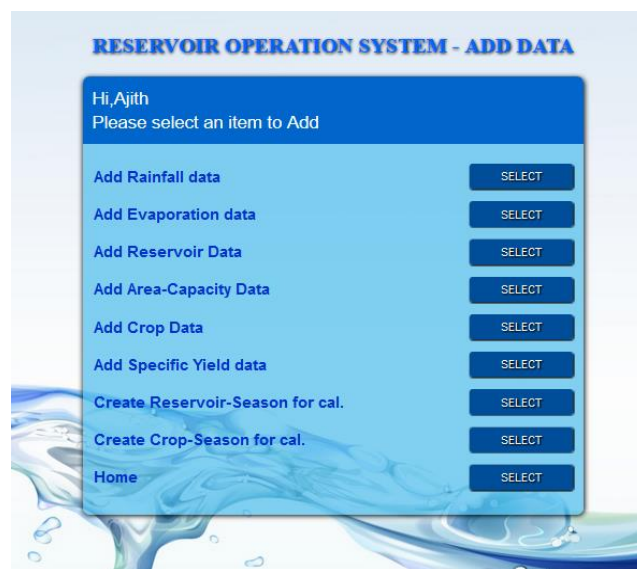 RESERVOIR OPERATION SYSTEM - ADD DATA
Hi,Ajith
Please select an item to Add
Add Rainfall data SELECT
Add Evaporation data SELECT
Add Reservoir Data SELECT
Add Area-Capacity Data SELECT
Add Crop Data SELECT
Add Specific Yield data SELECT
Create Reservoir-Season for cal. SELECT
Create Crop-Season for cal. SELECT
Home SELECT